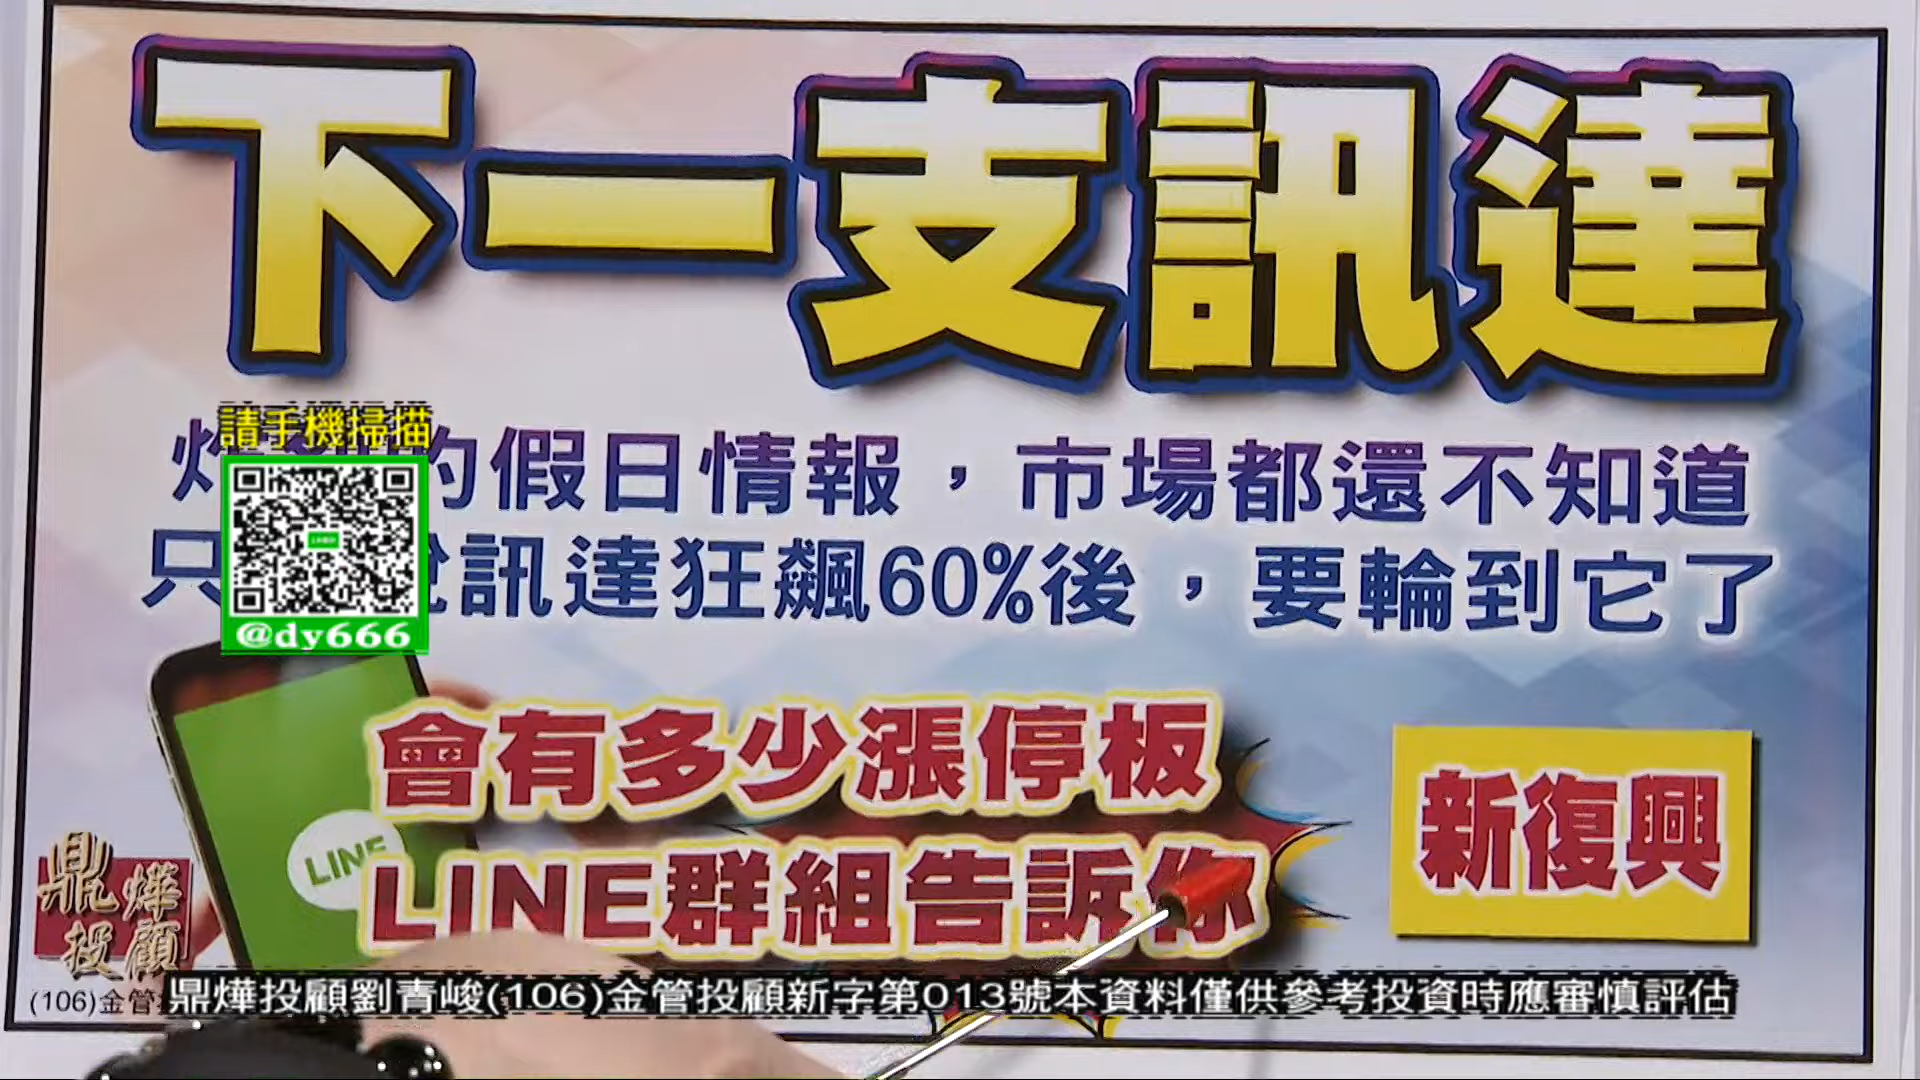 下一支訊達
請手機掃描
的假日情報，市場都還不知道
只 訊達狂飆60%後，要輪到它了
@dy666
會有多少漲停板
LINE
LINE群組告訴你
新復興
鼎燁投顧
(106)金管
鼎燁投顧劉青峻(106)金管投顧新字第013號本資料僅供參考投資時應審慎評估